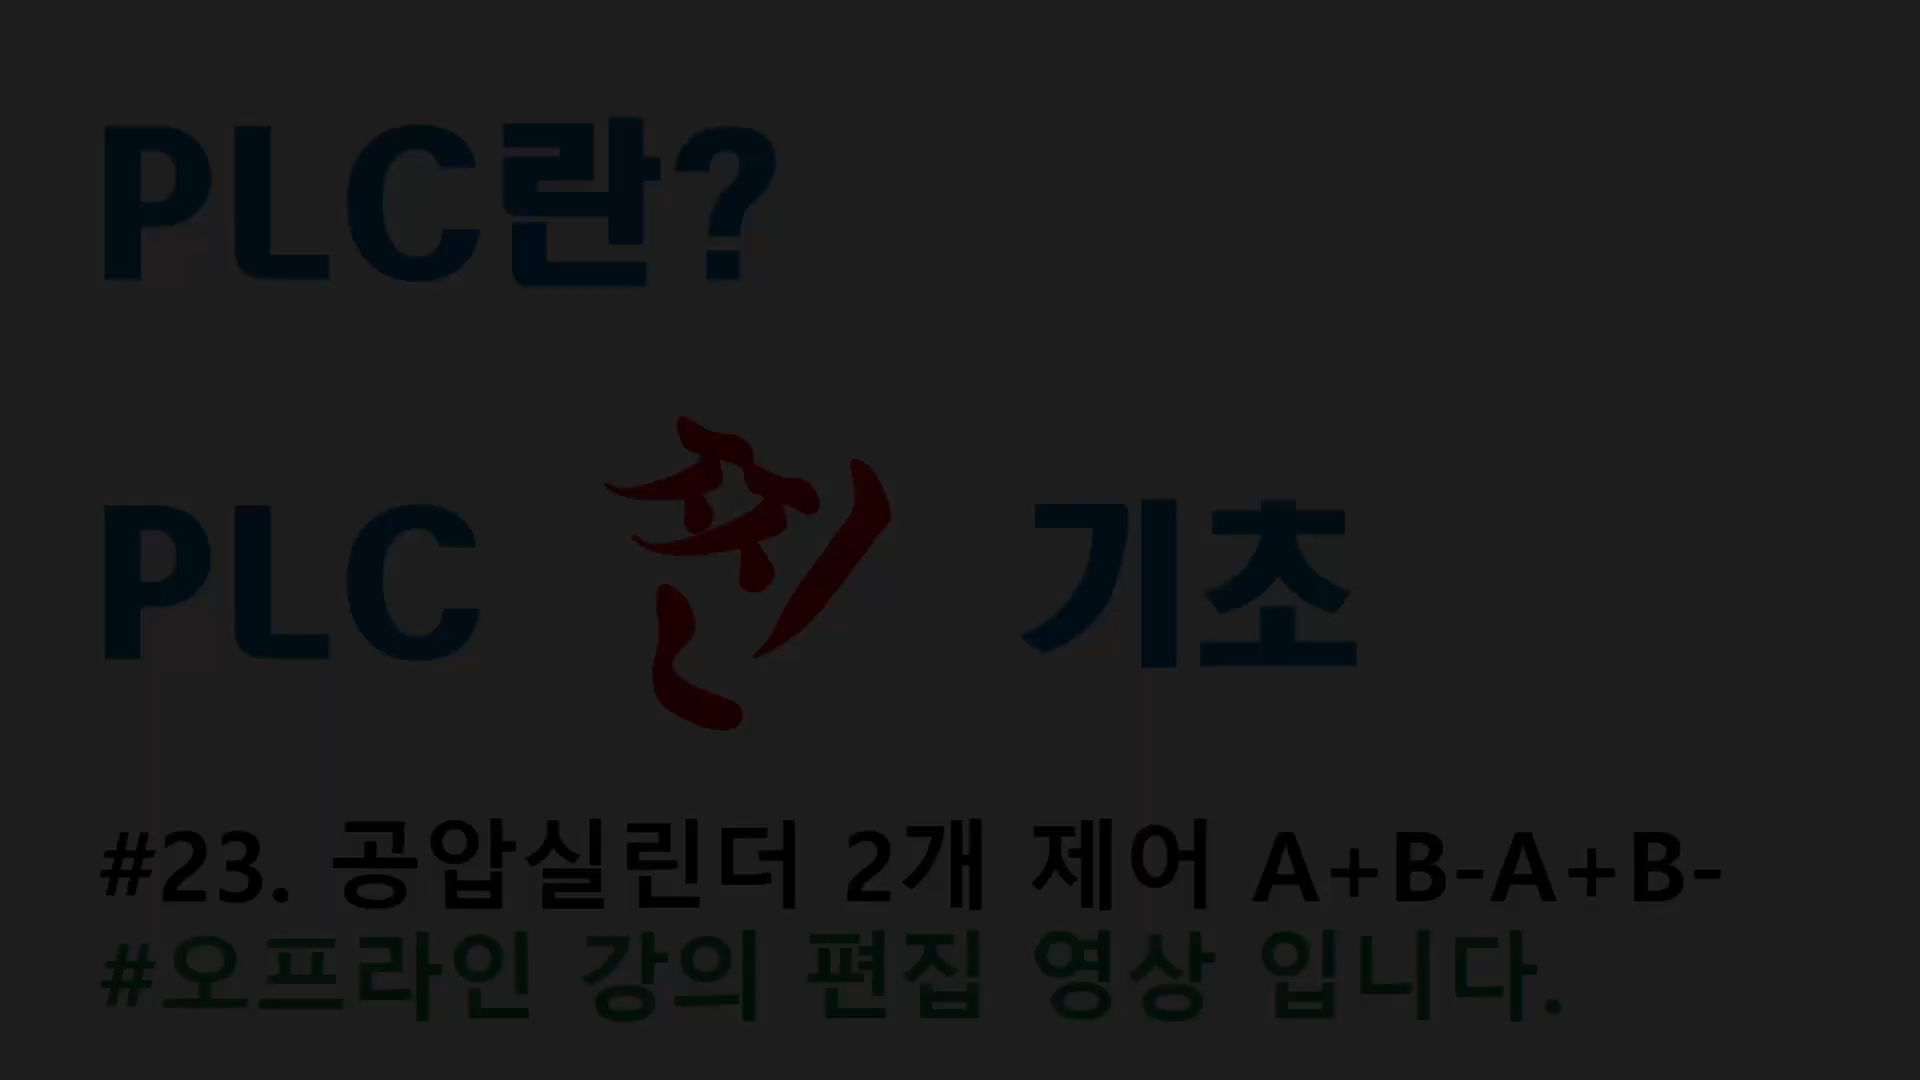 PLC란?
PLC 찐 기초
#23. 공압실린더 2개 제어 A+B-A+B-
#오프라인 강의 편집 영상 입니다.